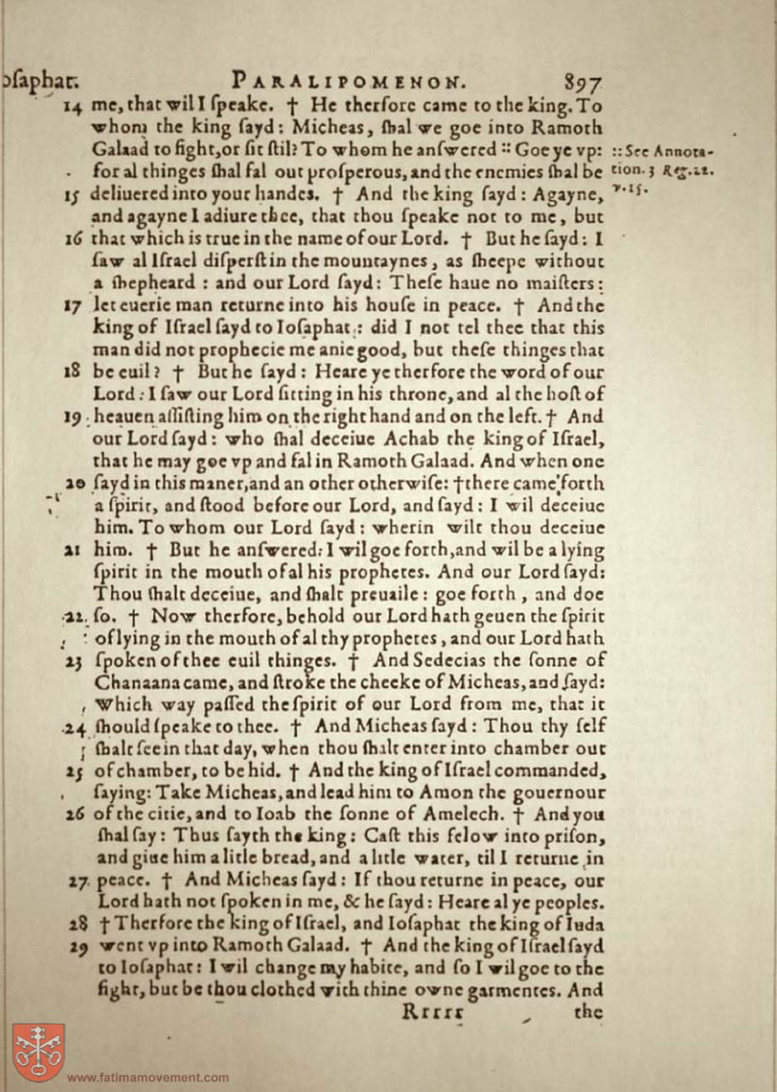 oſaphat. PARALIPOMENON. 897
14 me, that wil I ſpeake. † He therfore came to the king. To
whom the king ſayd: Micheas, ſhal we goe into Ramoth
Galaad to fight, or ſit ſtil? To whom he anſwered :: Goe ye vp: :: See Annota-
for al thinges ſhal fal out proſperous, and the enemies ſhal be tion. 3 Reg. 22.
15 deliuered into your handes. † And the king ſayd: Agayne, v. 15.
and agayne I adiure thee, that thou ſpeake not to me, but
16 that which is true in the name of our Lord. † But he ſayd: I
ſaw al Iſrael diſperſt in the mountaynes, as ſheepe without
a ſhepheard: and our Lord ſayd: Theſe haue no maiſters:
17 let euerie man returne into his houſe in peace. † And the
king of Iſrael ſayd to Ioſaphat: did I not tel thee that this
man did not prophecie me anie good, but theſe thinges that
18 be euil? † But he ſayd: Heare ye therfore the word of our
Lord: I ſaw our Lord ſitting in his throne, and al the hoſt of
19 heauen aſſiſting him on the right hand and on the left. † And
our Lord ſayd: who ſhal deceiue Achab the king of Iſrael,
that he may goe vp and fal in Ramoth Galaad. And when one
20 ſayd in this maner, and an other otherwiſe: † there came forth
a ſpirit, and ſtood before our Lord, and ſayd: I wil deceiue
him. To whom our Lord ſayd: wherin wilt thou deceiue
21 him. † But he anſwered: I wil goe forth, and wil be a lying
ſpirit in the mouth of al his prophetes. And our Lord ſayd:
Thou ſhalt deceiue, and ſhalt preuaile: goe forth, and doe
22 ſo. † Now therfore, behold our Lord hath geuen the ſpirit
of lying in the mouth of al thy prophetes, and our Lord hath
23 ſpoken of thee euil thinges. † And Sedecias the ſonne of
Chanaana came, and ſtroke the cheeke of Micheas, and ſayd:
Which way paſſed the ſpirit of our Lord from me, that it
24 ſhould ſpeake to thee. † And Micheas ſayd: Thou thy ſelf
ſhalt ſee in that day, when thou ſhalt enter into chamber out
25 of chamber, to be hid. † And the king of Iſrael commanded,
ſaying: Take Micheas, and lead him to Amon the gouernour
26 of the citie, and to Ioab the ſonne of Amelech. † And you
ſhal ſay: Thus ſayth the king: Caſt this felow into priſon,
and giue him a litle bread, and a litle water, til I returne in
27 peace. † And Micheas ſayd: If thou returne in peace, our
Lord hath not ſpoken in me, & he ſayd: Heare al ye peoples.
28 † Therfore the king of Iſrael, and Ioſaphat the king of Iuda
29 went vp into Ramoth Galaad. † And the king of Iſrael ſayd
to Ioſaphat: I wil change my habite, and ſo I wil goe to the
fight, but be thou clothed with thine owne garmentes. And
Rrrrr the
www.fatimamovement.com